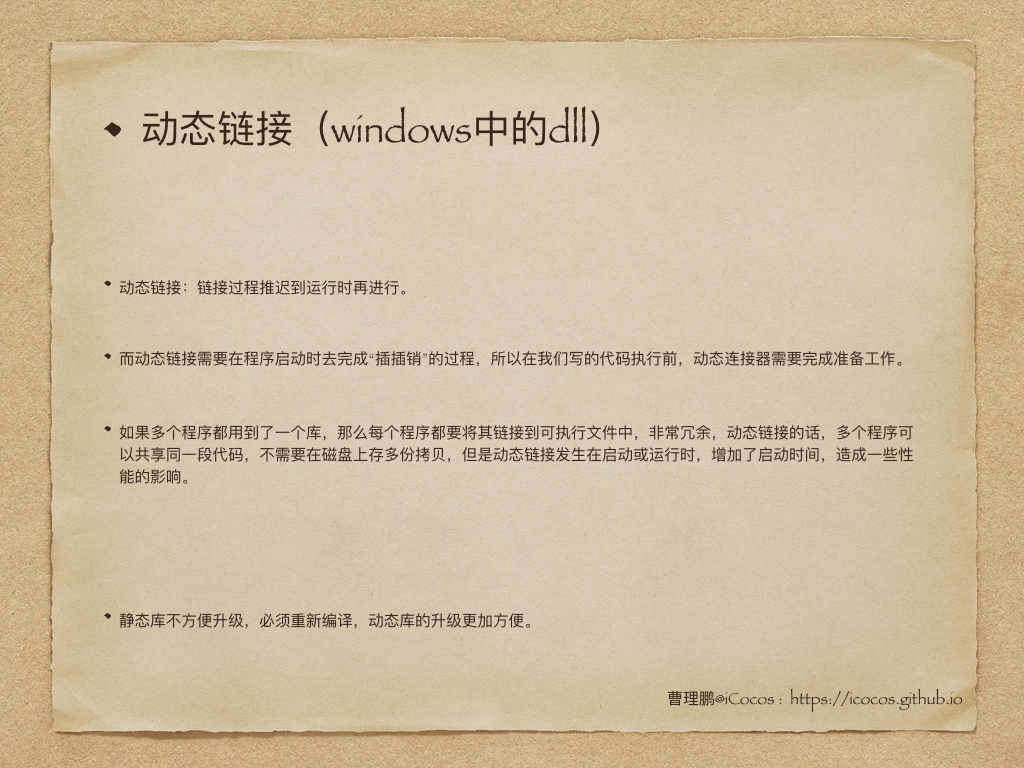 动态链接（windows中的dll）
动态链接：链接过程推迟到运行时再进行。
而动态链接需要在程序启动时去完成“插插销”的过程，所以在我们写的代码执行前，动态连接器需要完成准备工作。
如果多个程序都用到了一个库，那么每个程序都要将其链接到可执行文件中，非常冗余，动态链接的话，多个程序可
以共享同一段代码，不需要在磁盘上存多份拷贝，但是动态链接发生在启动或运行时，增加了启动时间，造成一些性
能的影响。
静态库不方便升级，必须重新编译，动态库的升级更加方便。
曹理鹏@iCocos：https://icocos.github.io